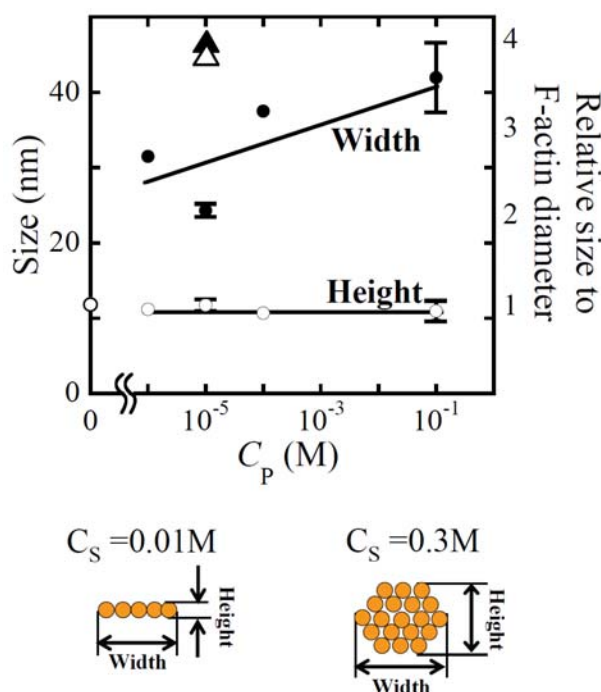 40
20
0
Size (nm)
4
3
2
1
Relative size to
F-actin diameter
Width
Height
0
10⁻⁵
10⁻³
10⁻¹
C_P (M)
C_S =0.01M
C_S =0.3M
Height
Width
Height
Width